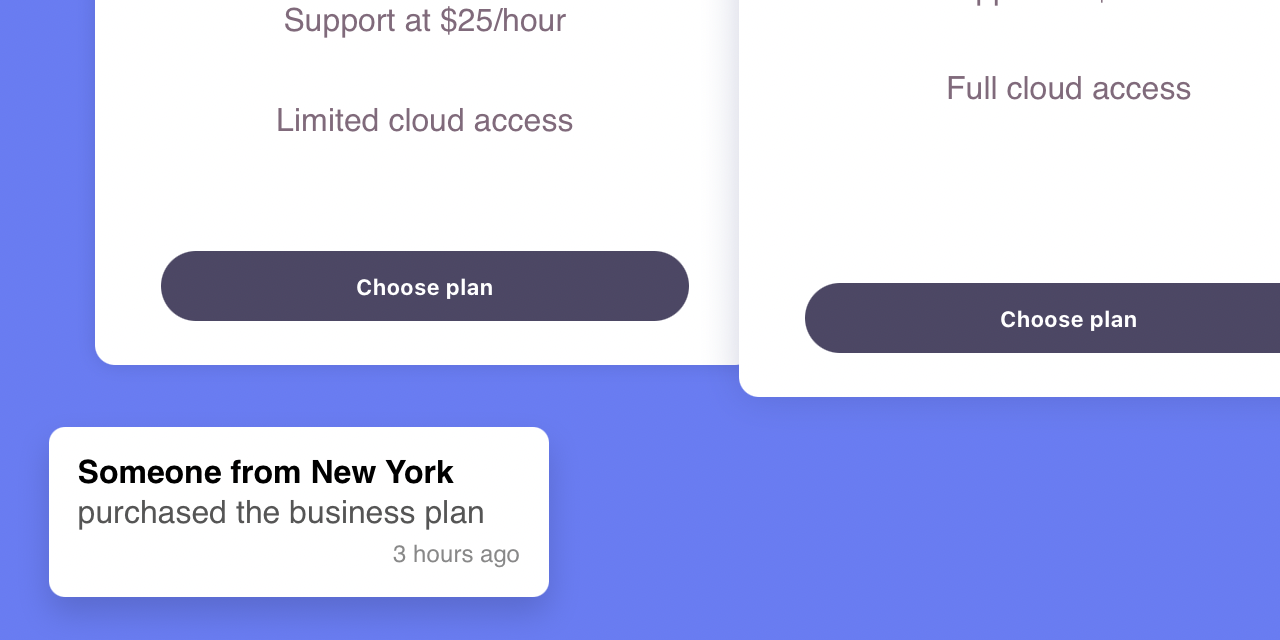 Support at $25/hour
Limited cloud access
Choose plan
Full cloud access
Choose plan
Someone from New York
purchased the business plan
3 hours ago